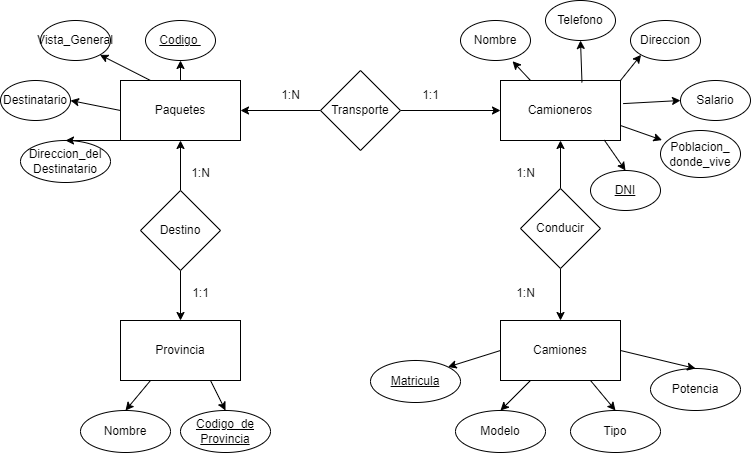 Vista_General
Codigo_
Nombre
Telefono
Direccion
Destinatario
Paquetes
1:N
Transporte
1:1
Camioneros
Salario
Direccion_del
Destinatario
Poblacion_
donde_vive
1:N
1:N
DNI
Destino
Conducir
1:1
1:N
Provincia
Camiones
Matricula
Potencia
Nombre
Codigo_de
Provincia
Modelo
Tipo